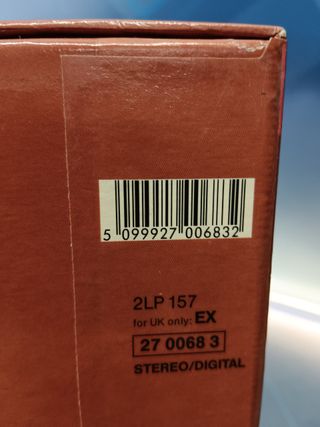 5 099927 006832
2LP 157
for UK only: EX
27 0068 3
STEREO/DIGITAL